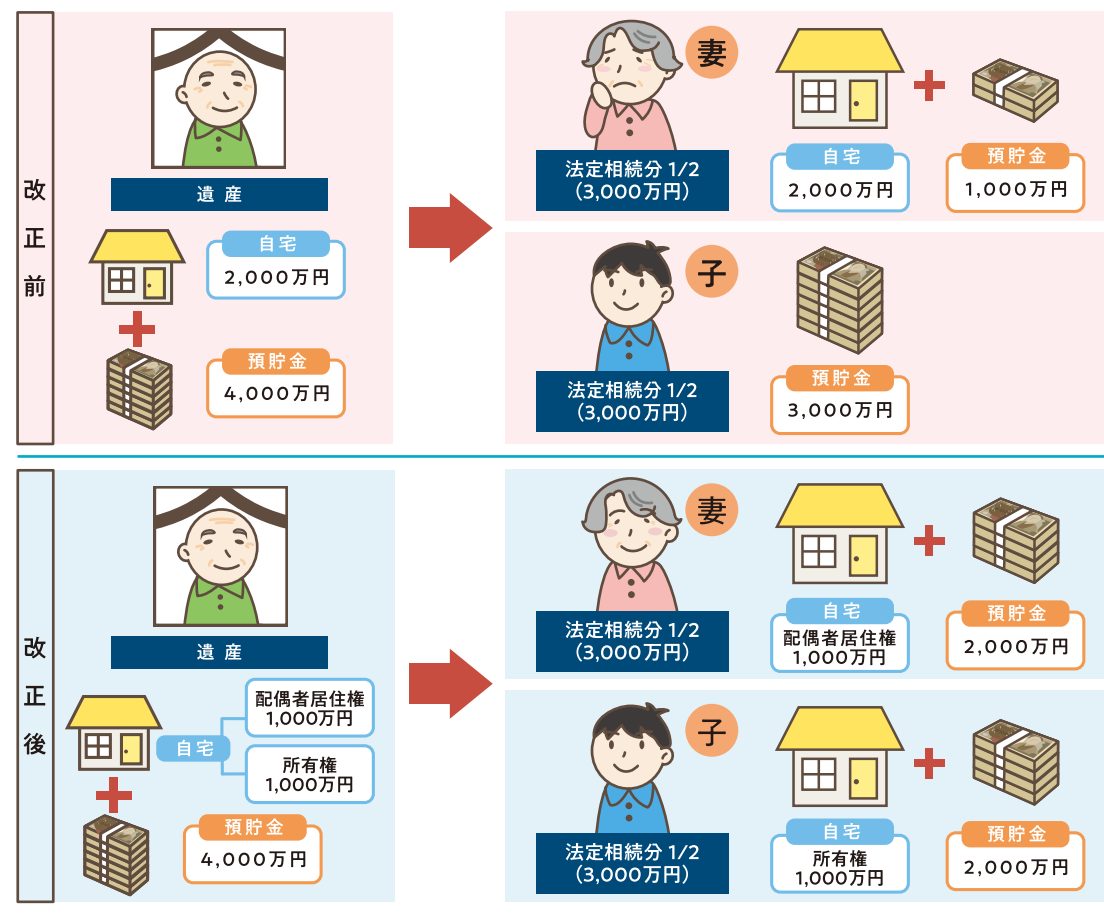 改正前
遺産
自宅
2,000万円
預貯金
4,000万円
妻
法定相続分 1/2
（3,000万円）
自宅
2,000万円
預貯金
1,000万円
子
法定相続分 1/2
（3,000万円）
預貯金
3,000万円
改正後
遺産
自宅
配偶者居住権
1,000万円
所有権
1,000万円
預貯金
4,000万円
妻
法定相続分 1/2
（3,000万円）
自宅
配偶者居住権
1,000万円
預貯金
2,000万円
子
法定相続分 1/2
（3,000万円）
自宅
所有権
1,000万円
預貯金
2,000万円